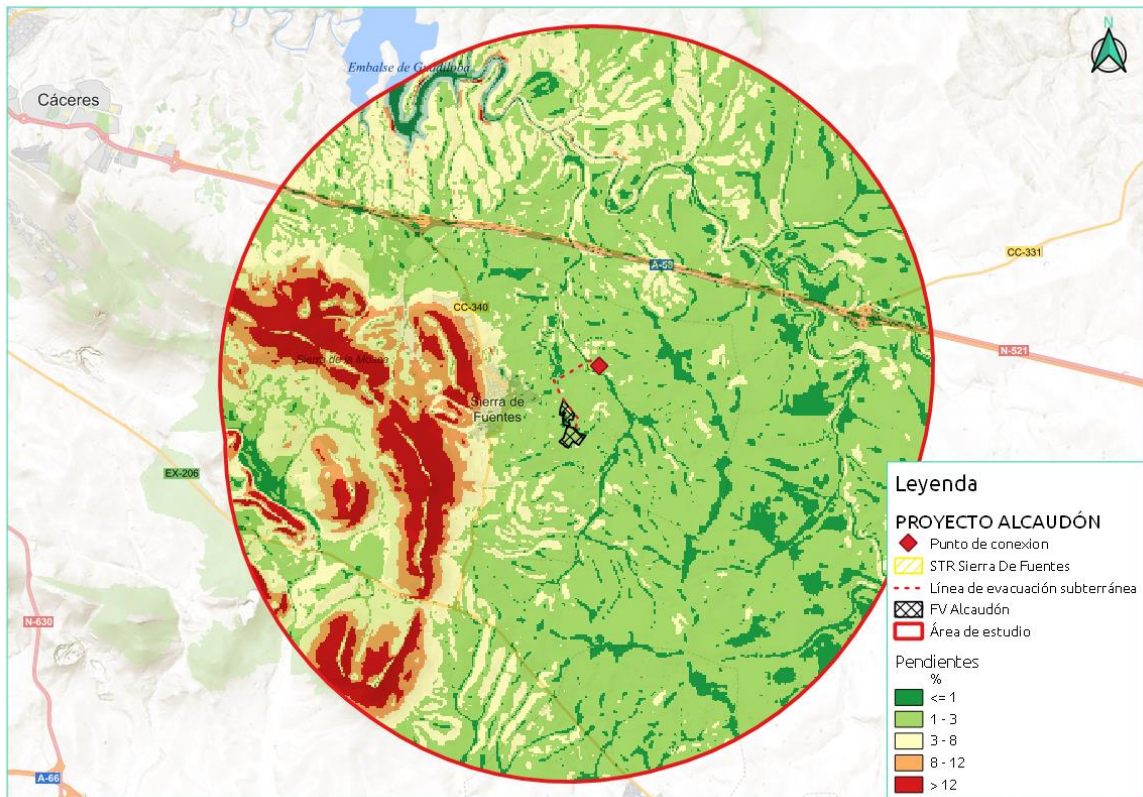 N
Embalse de Guadiloba
Cáceres
CC-331
A-58
CC-340
N-521
Sierra de la Mosca
Sierra de
Fuentes
EX-206
N-630
A-66
Leyenda
PROYECTO ALCAUDÓN
Punto de conexion
STR Sierra De Fuentes
Línea de evacuación subterránea
FV Alcaudón
Área de estudio
Pendientes
%
<= 1
1 - 3
3 - 8
8 - 12
> 12